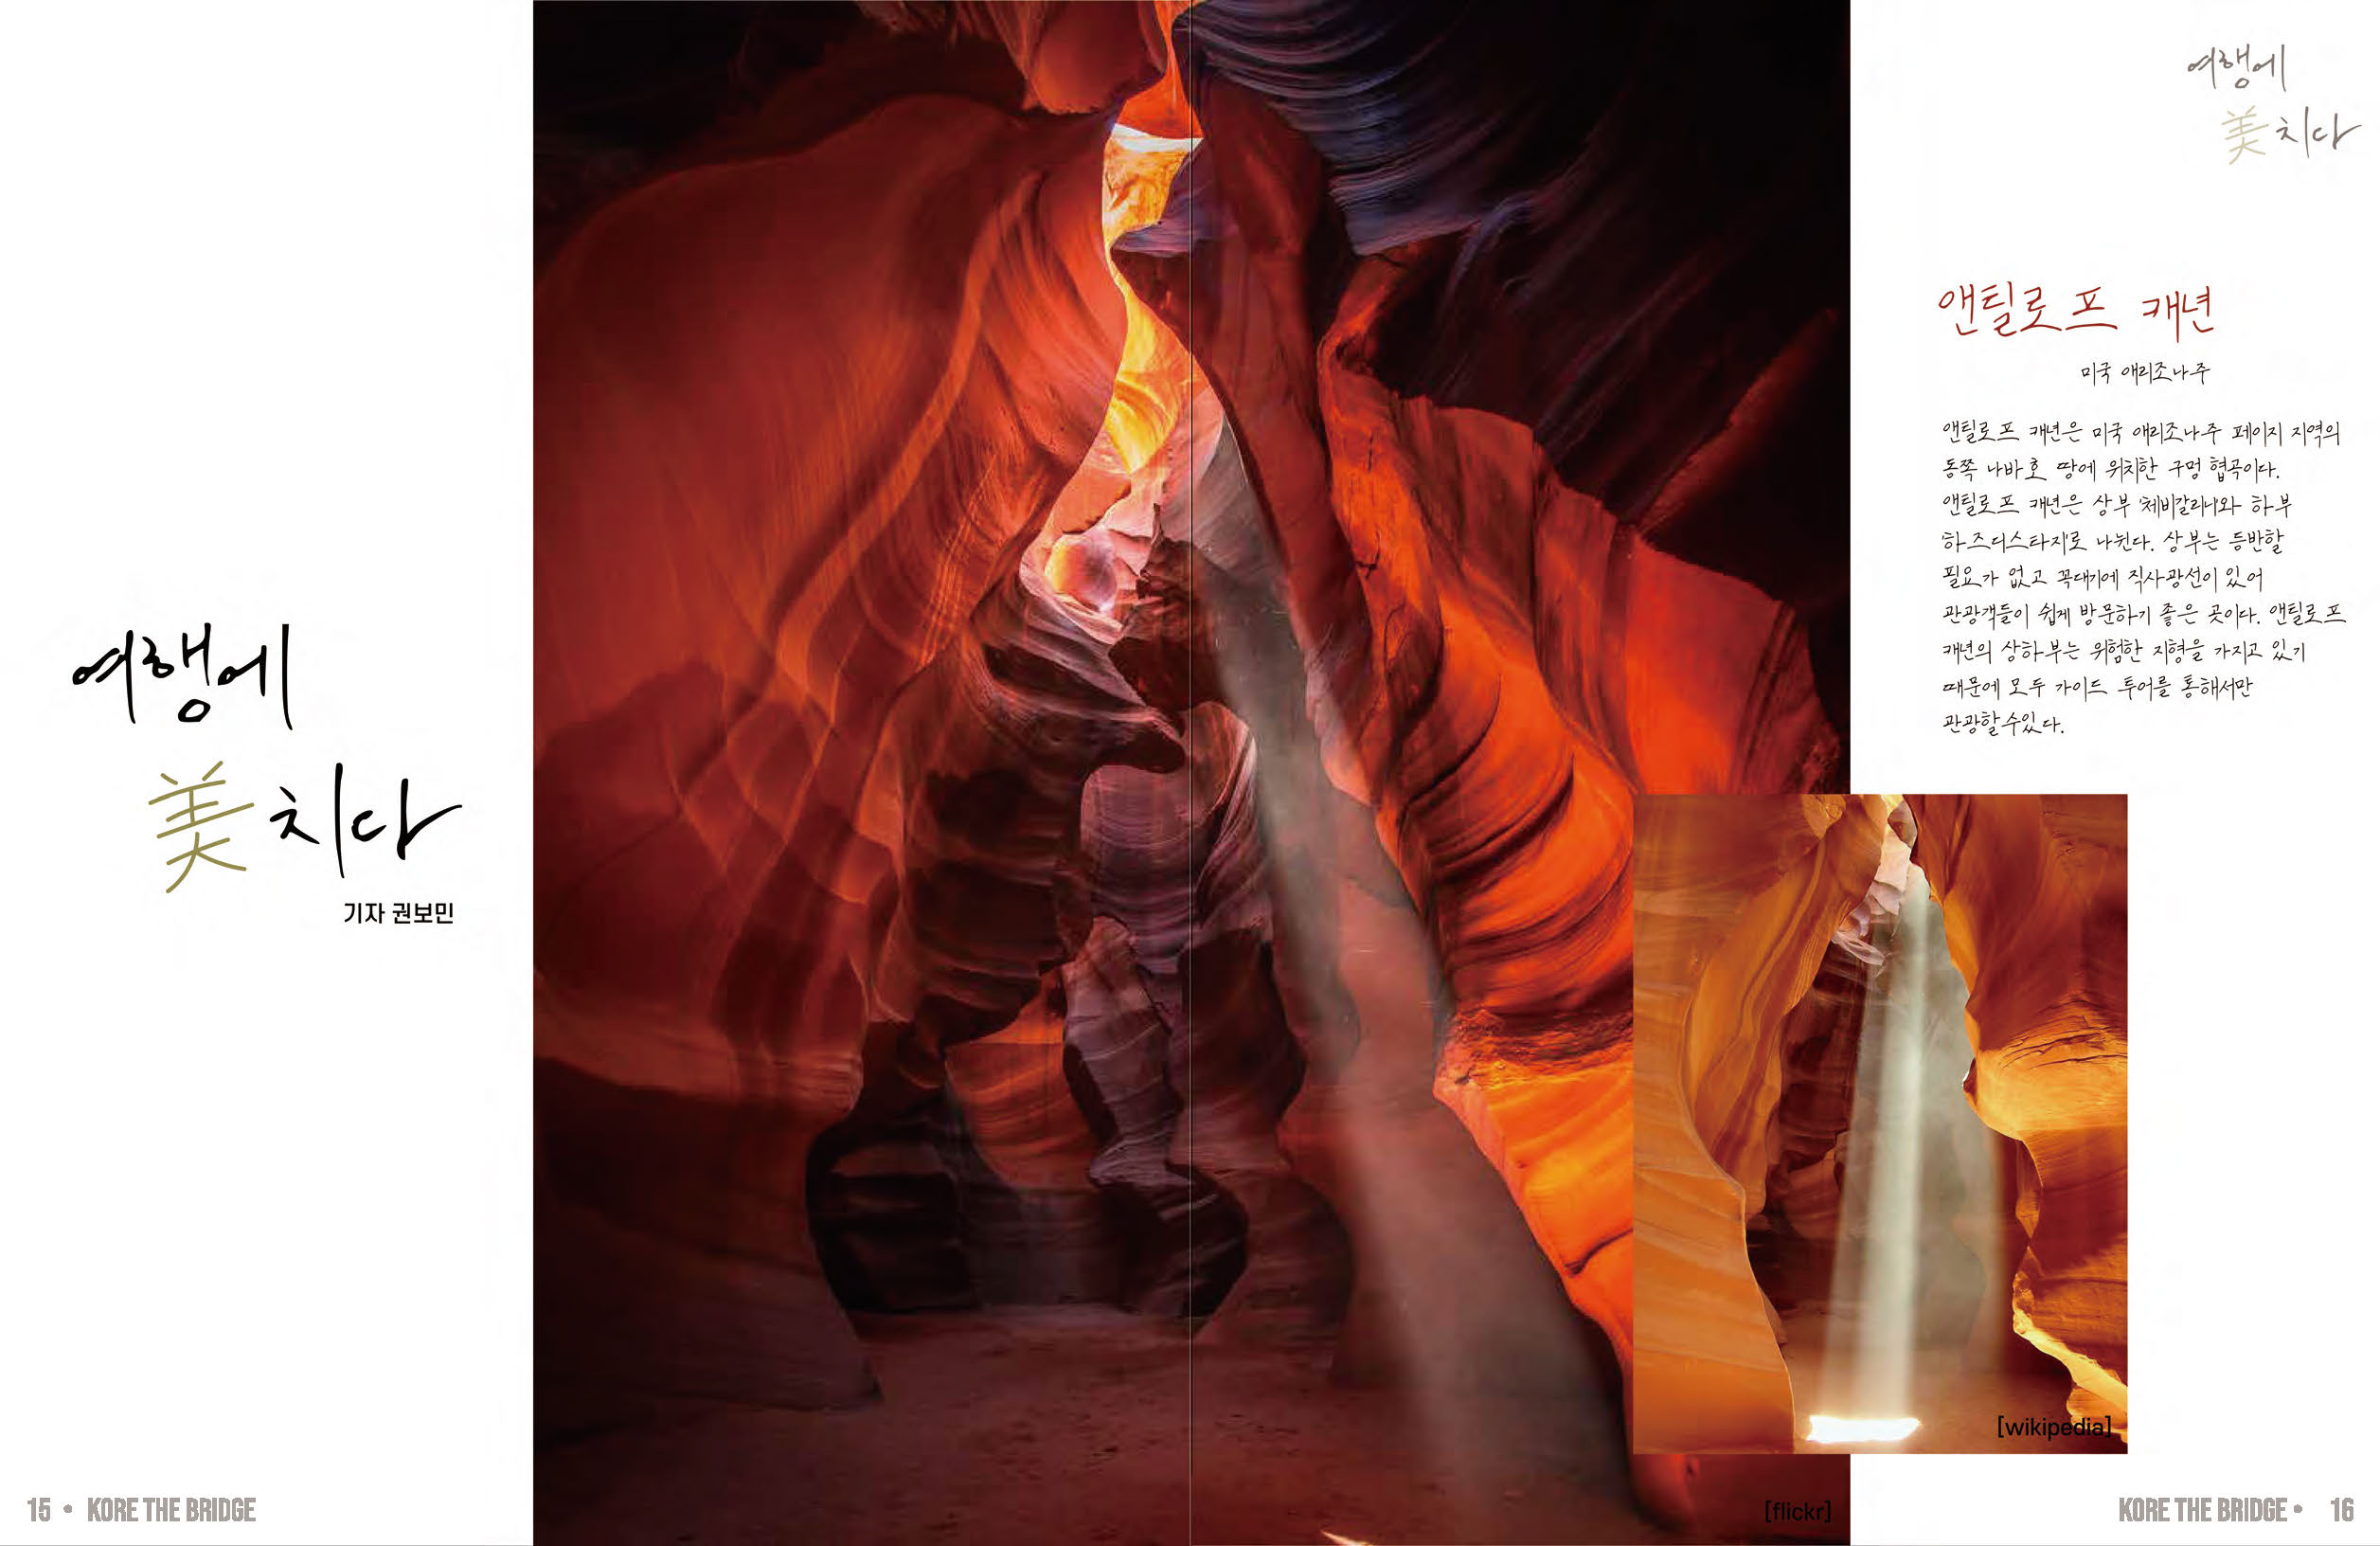 여행에
美치다
기자 권보민
15 • KORE THE BRIDGE
여행에
美치다
앤틸로프 캐년
미국 애리조나주
앤틸로프 캐년은 미국 애리조나주 페이지 지역의
동쪽 나바호 땅에 위치한 구멍 협곡이다.
앤틸로프 캐년은 상부 '체비갈리니'와 하부
'하즈디스타지'로 나뉜다. 상부는 등반할
필요가 없고 꼭대기에 직사광선이 있어
관광객들이 쉽게 방문하기 좋은 곳이다. 앤틸로프
캐년의 상하부는 위험한 지형을 가지고 있기
때문에 모두 가이드 투어를 통해서만
관광할수있다.
[wikipedia]
[flickr]
KORE THE BRIDGE • 16